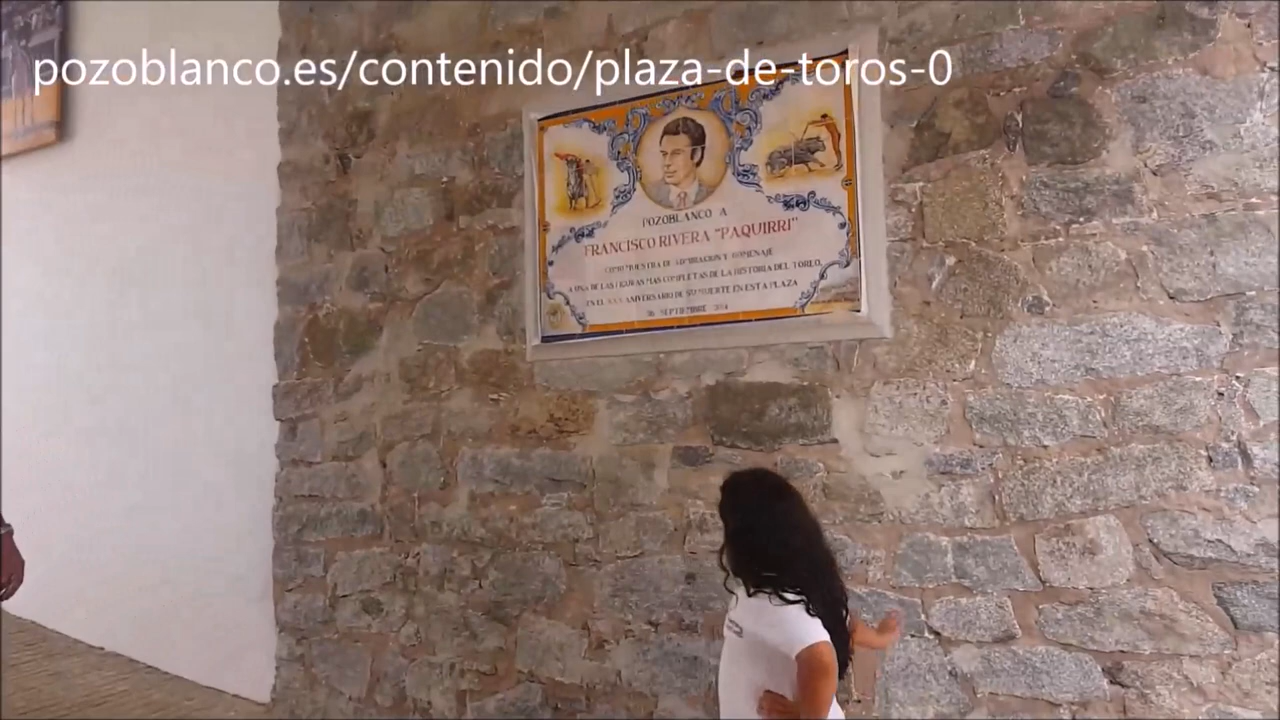 pozoblanco.es/contenido/plaza-de-toros-0
POZOBLANCO A
FRANCISCO RIVERA "PAQUIRRI"
COMO MUESTRA DE ADMIRACION Y HOMENAJE
A UNA DE LAS FIGURAS MAS COMPLETAS DE LA HISTORIA DEL TOREO,
EN EL XXX ANIVERSARIO DE SU MUERTE EN ESTA PLAZA
26 SEPTIEMBRE 2014